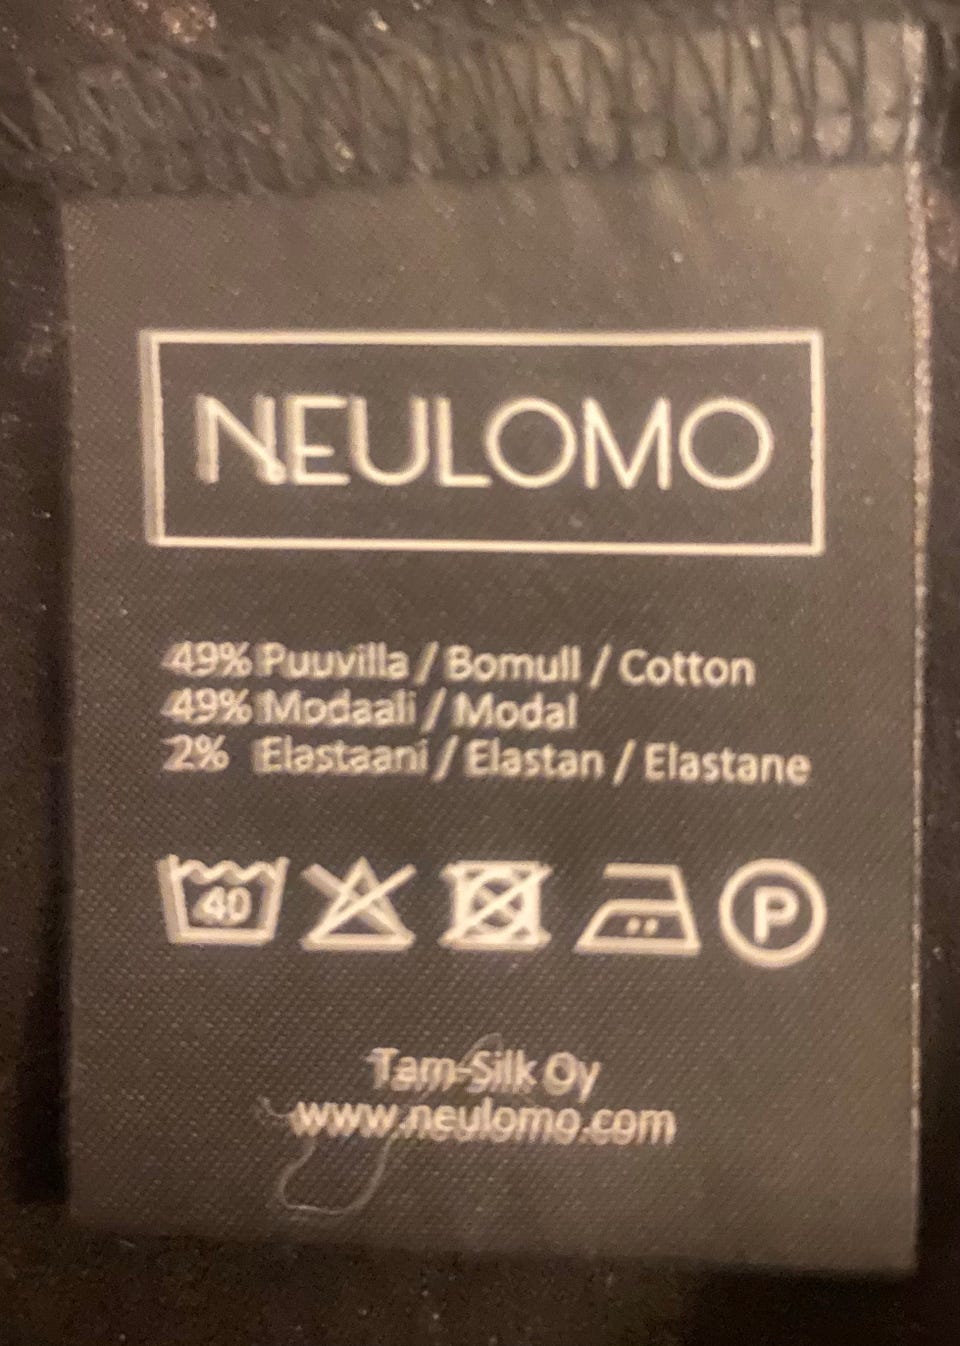 NEULOMO
49% Puuvilla / Bomull / Cotton
49% Modaali / Modal
2% Elastaani / Elastan / Elastane
40 P
Tam-Silk Oy
www.neulomo.com